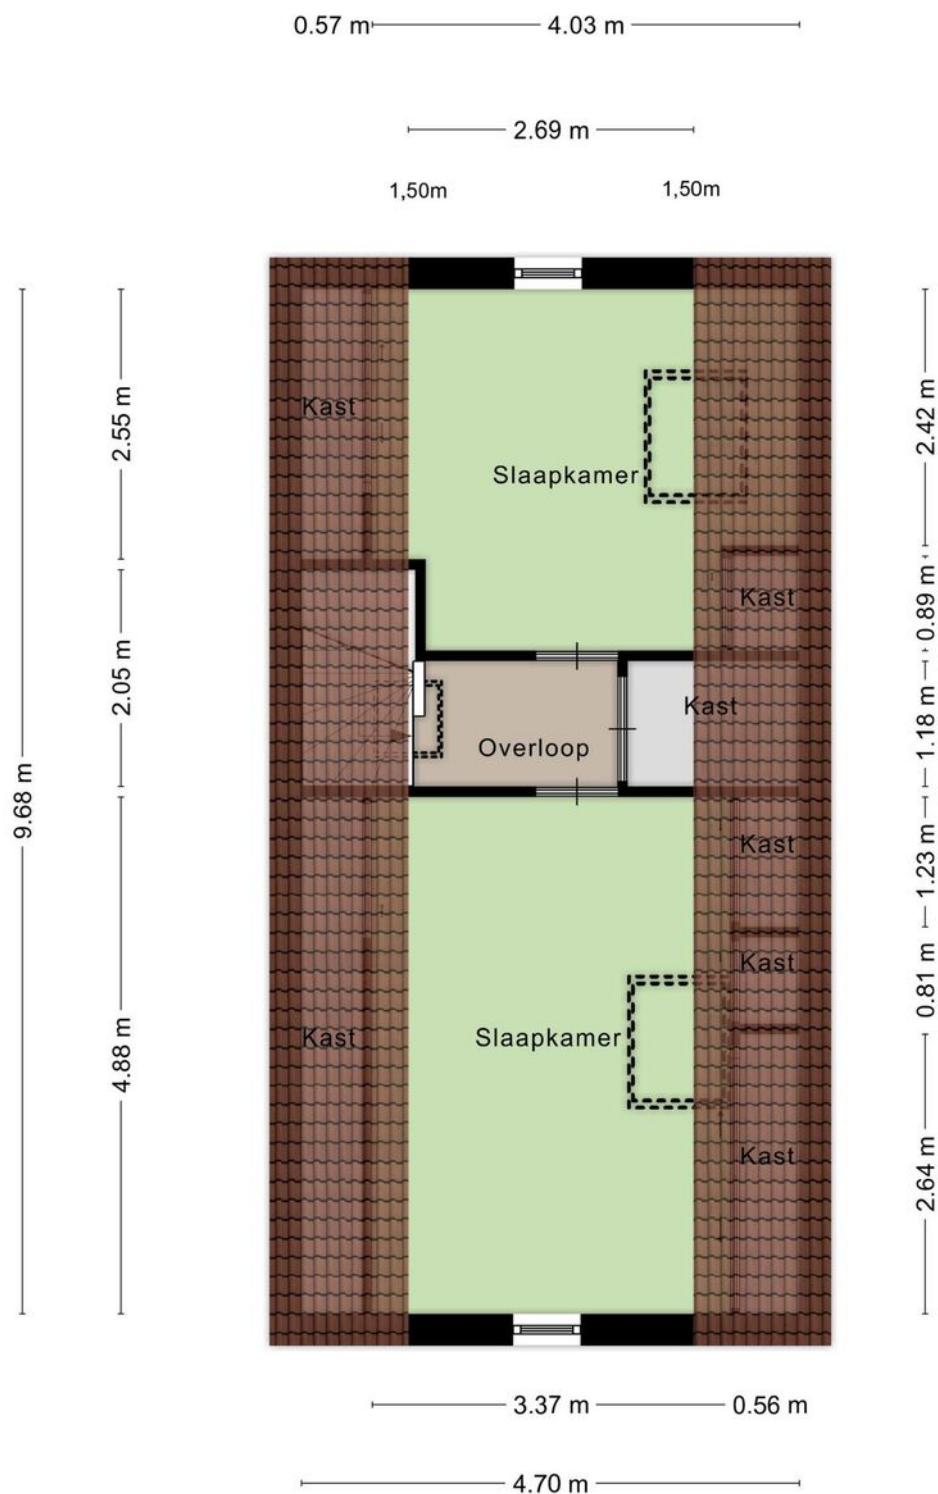 0.57 m
4.03 m
2.69 m
1,50m
1,50m
Kast
2.55 m
2.42 m
Slaapkamer
Kast
0.89 m
2.05 m
Kast
1.18 m
Overloop
9.68 m
Kast
1.23 m
Kast
0.81 m
Kast
Slaapkamer
4.88 m
Kast
2.64 m
3.37 m
0.56 m
4.70 m